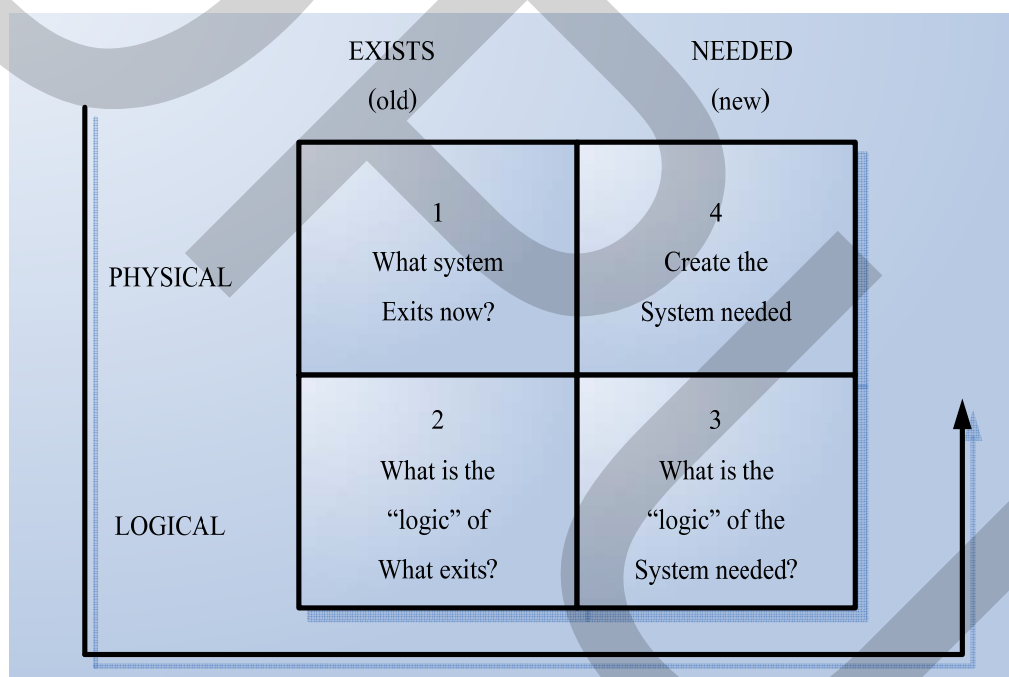 EXISTS
(old)
NEEDED
(new)
PHYSICAL
1
What system
Exits now?
4
Create the
System needed
LOGICAL
2
What is the
“logic” of
What exits?
3
What is the
“logic” of the
System needed?